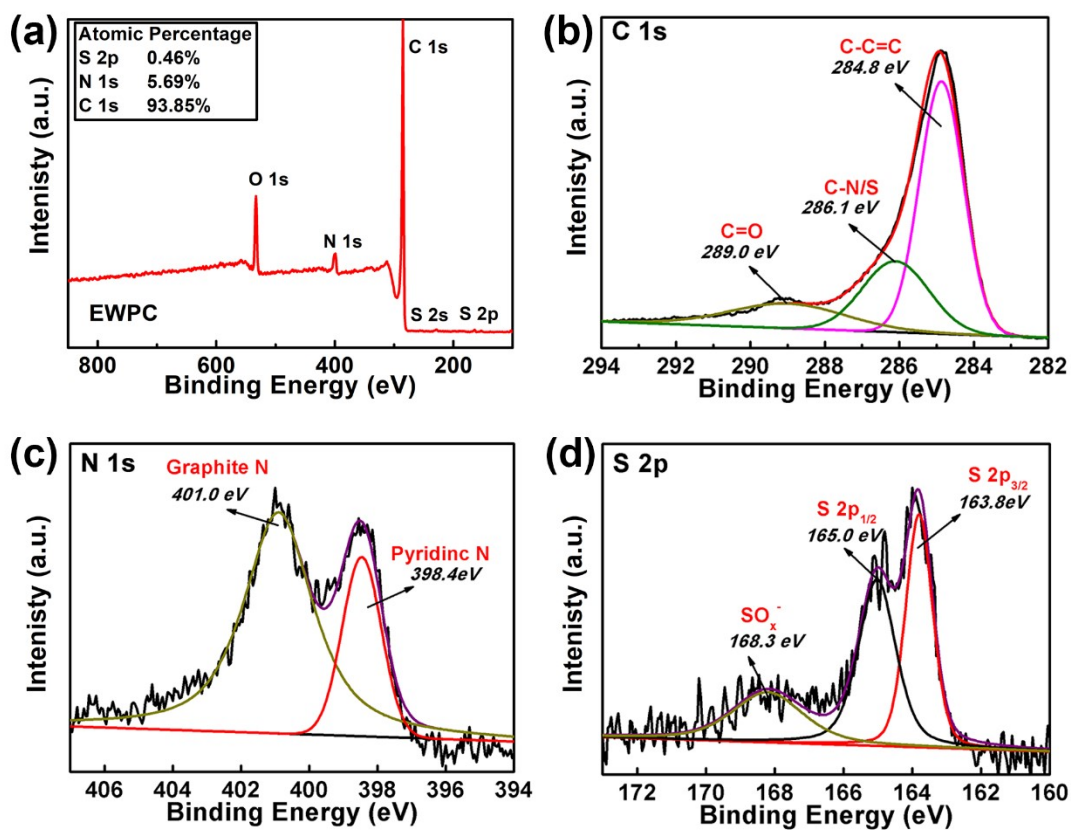 (a)
Atomic Percentage
S 2p 0.46%
N 1s 5.69%
C 1s 93.85%
C 1s
O 1s
N 1s
S 2s S 2p
EWPC
Intenisty (a.u.)
800 600 400 200
Binding Energy (eV)
(b)
C 1s
C-C=C
284.8 eV
C-N/S
286.1 eV
C=O
289.0 eV
Intenisty (a.u.)
294 292 290 288 286 284 282
Binding Energy (eV)
(c)
N 1s
Graphite N
401.0 eV
Pyridinc N
398.4eV
Intenisty (a.u.)
406 404 402 400 398 396 394
Binding Energy (eV)
(d)
S 2p
S 2p3/2
163.8eV
S 2p1/2
165.0 eV
SOx-
168.3 eV
Intenisty (a.u.)
172 170 168 166 164 162 160
Binding Energy (eV)